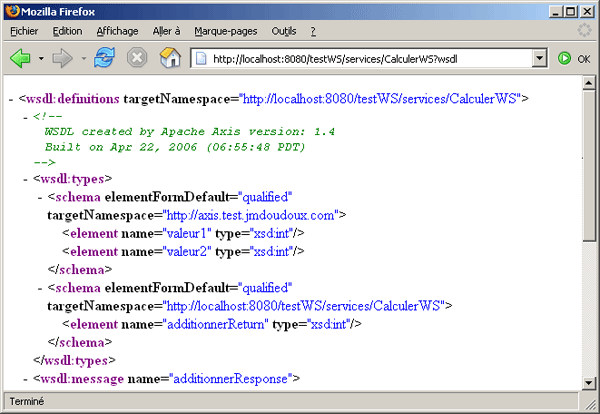 Mozilla Firefox
Fichier Edition Affichage Aller à Marque-pages Outils ?
http://localhost:8080/testWS/services/CalculerWS?wsdl OK
- <wsdl:definitions targetNamespace="http://localhost:8080/testWS/services/CalculerWS">
- <!--
WSDL created by Apache Axis version: 1.4
Built on Apr 22, 2006 (06:55:48 PDT)
-->
- <wsdl:types>
- <schema elementFormDefault="qualified"
targetNamespace="http://axis.test.jmdoudoux.com">
<element name="valeur1" type="xsd:int"/>
<element name="valeur2" type="xsd:int"/>
</schema>
- <schema elementFormDefault="qualified"
targetNamespace="http://localhost:8080/testWS/services/CalculerWS">
<element name="additionnerReturn" type="xsd:int"/>
</schema>
</wsdl:types>
- <wsdl:message name="additionnerResponse">
Terminé